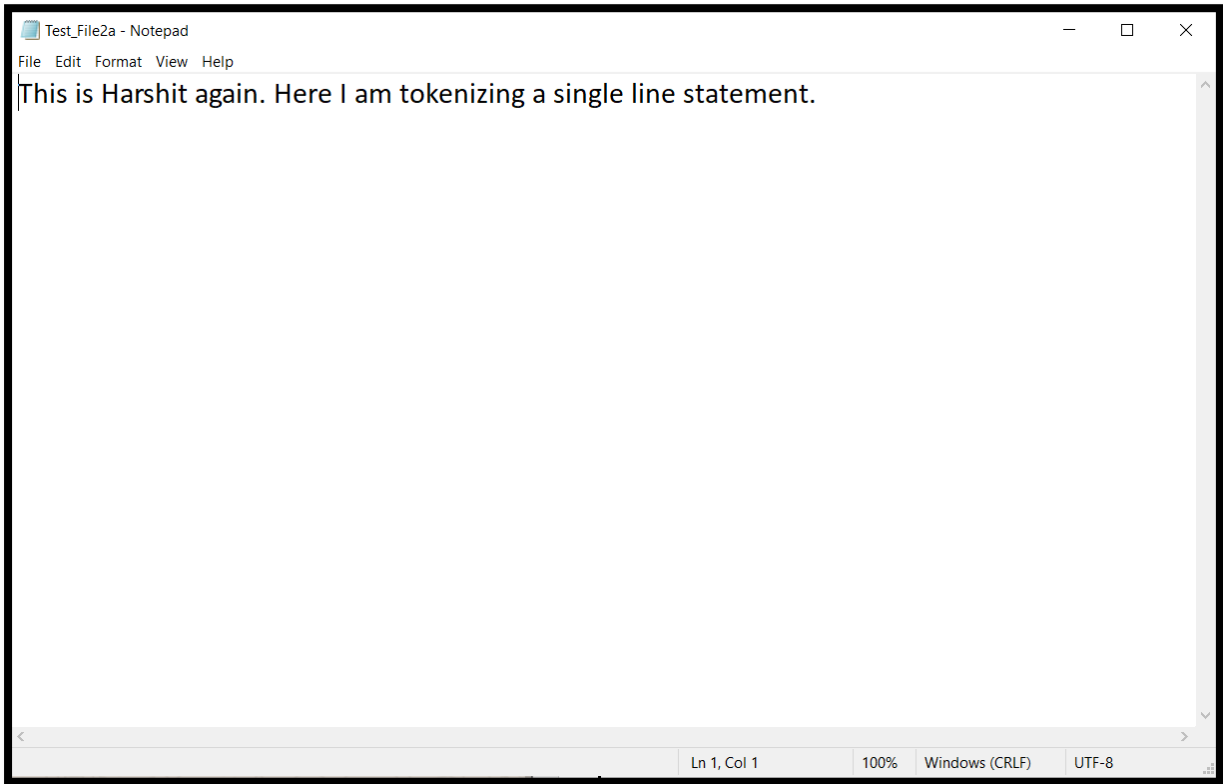 Test_File2a - Notepad
File Edit Format View Help
This is Harshit again. Here I am tokenizing a single line statement.
Ln 1, Col 1 100% Windows (CRLF) UTF-8